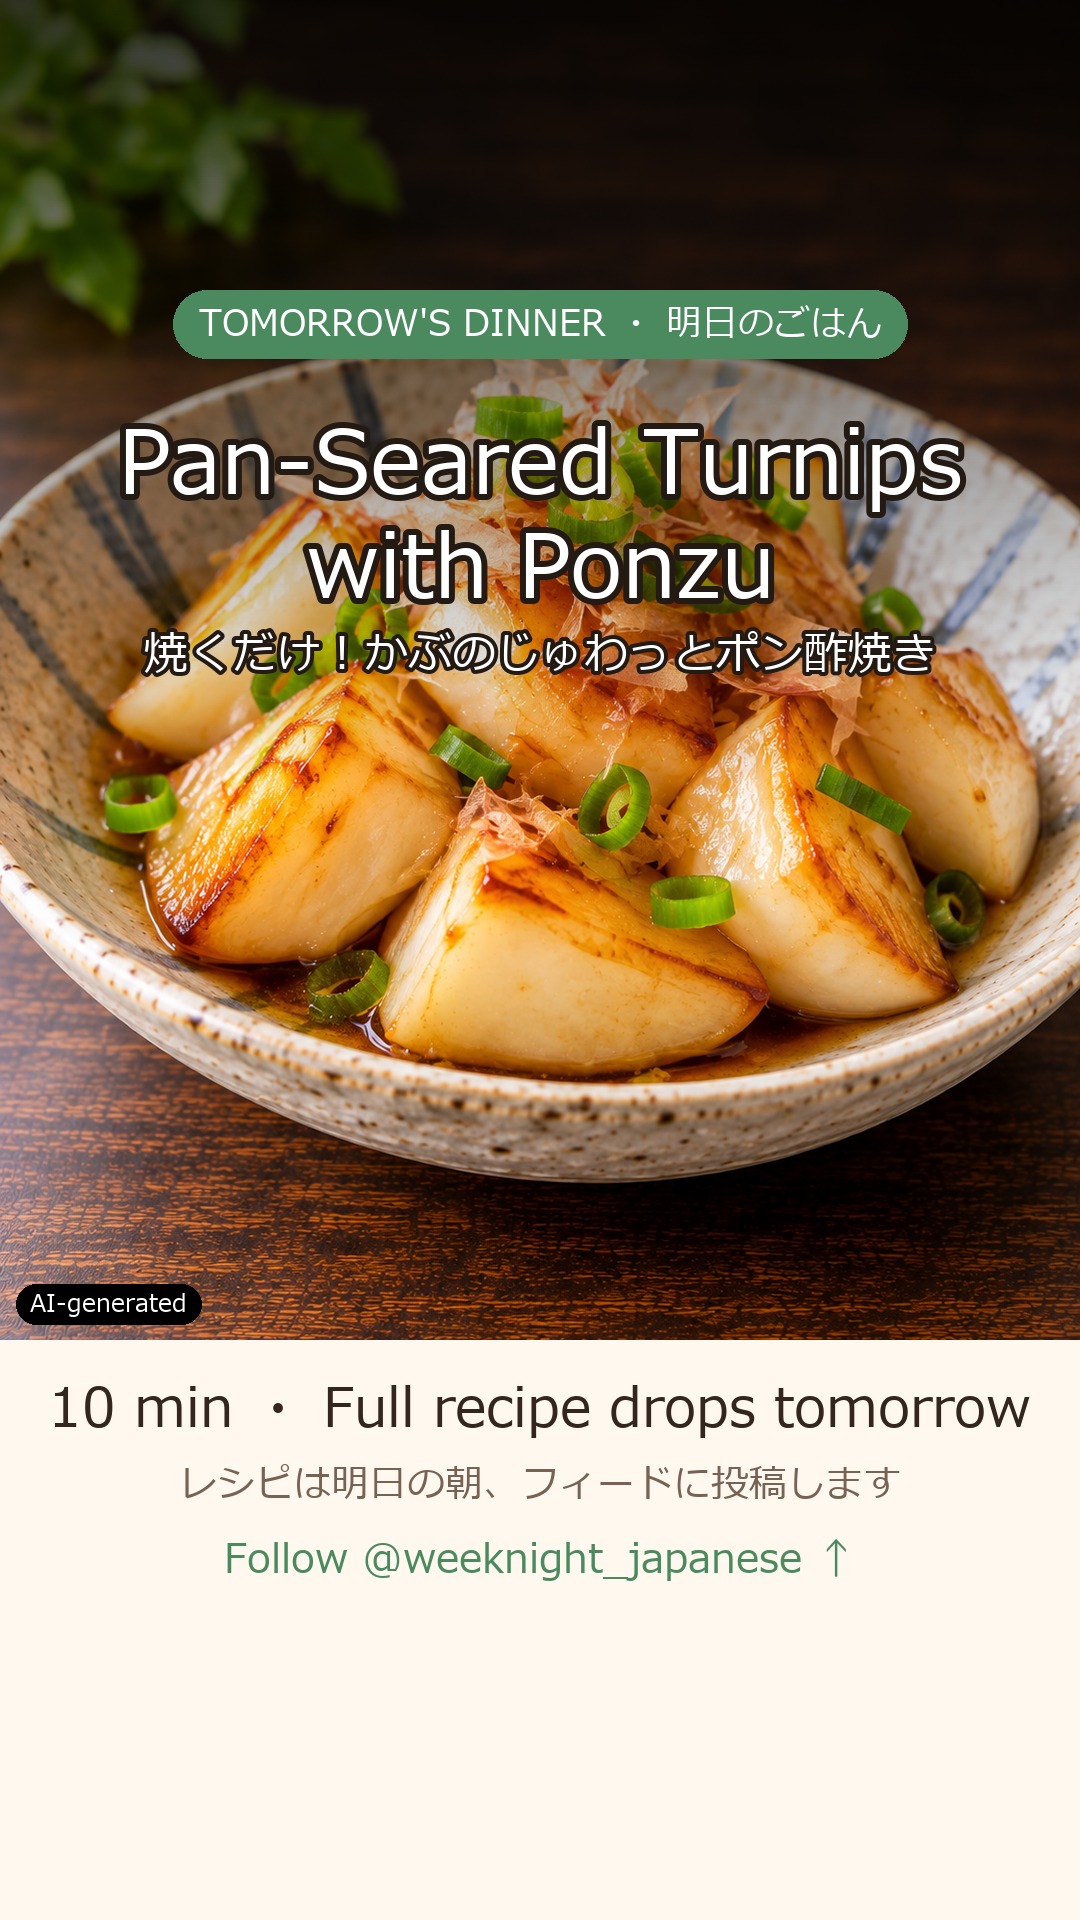 TOMORROW'S DINNER ・ 明日のごはん
Pan-Seared Turnips
with Ponzu
焼くだけ！かぶのじゅわっとポン酢焼き
AI-generated
10 min ・ Full recipe drops tomorrow
レシピは明日の朝、フィードに投稿します
Follow @weeknight_japanese ↑